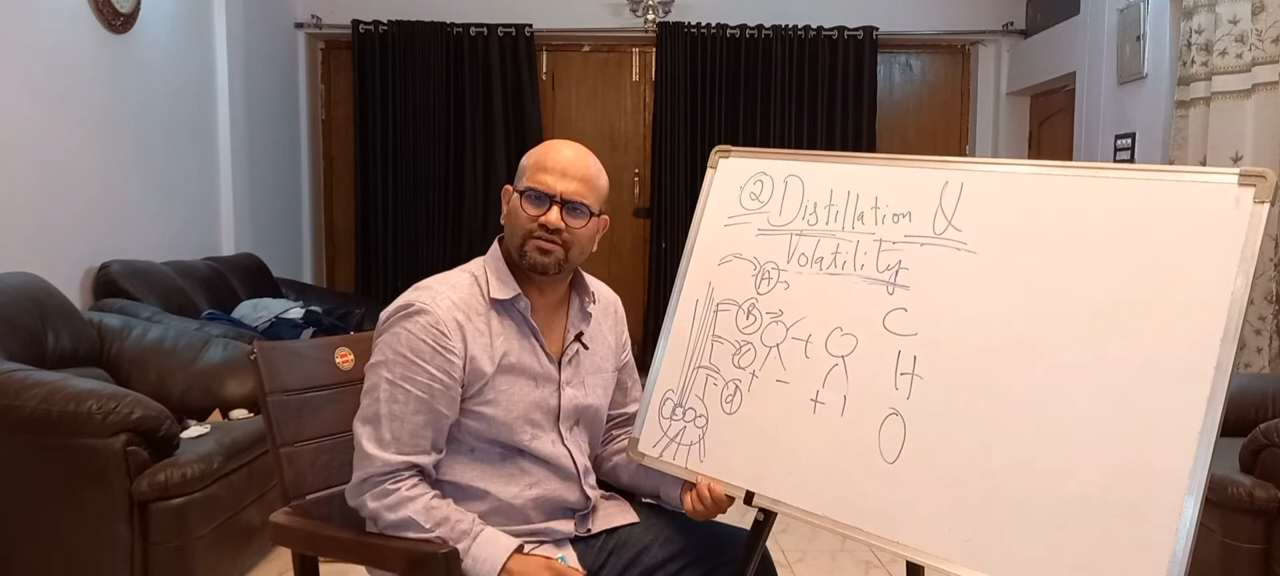 ② Distillation &
Volatility
Ⓐ
Ⓑ
Ⓒ
ⓓ
+
+ -
+
C
H
O